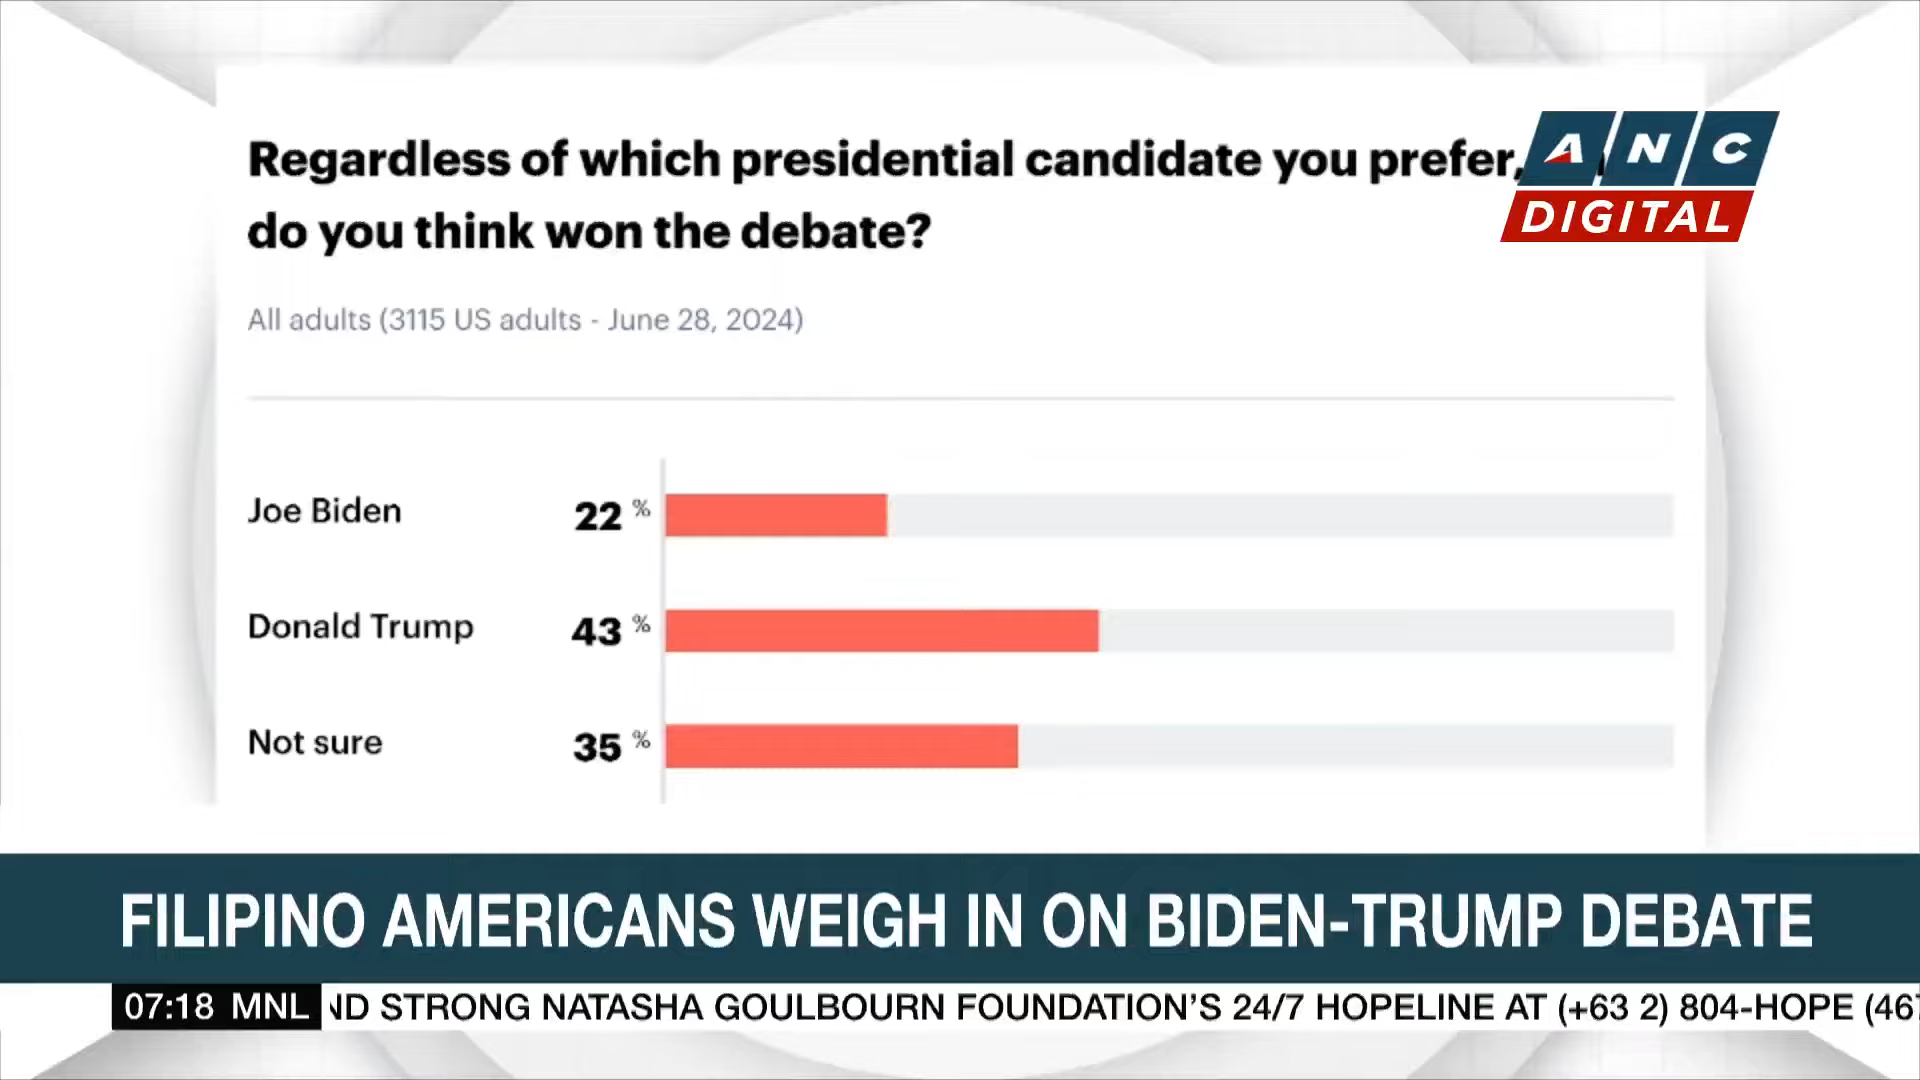 Regardless of which presidential candidate you prefer,
do you think won the debate?
ANC
DIGITAL
All adults (3115 US adults - June 28, 2024)
Joe Biden 22 %
Donald Trump 43 %
Not sure 35 %
FILIPINO AMERICANS WEIGH IN ON BIDEN-TRUMP DEBATE
07:18 MNL ND STRONG NATASHA GOULBOURN FOUNDATION'S 24/7 HOPELINE AT (+63 2) 804-HOPE (467